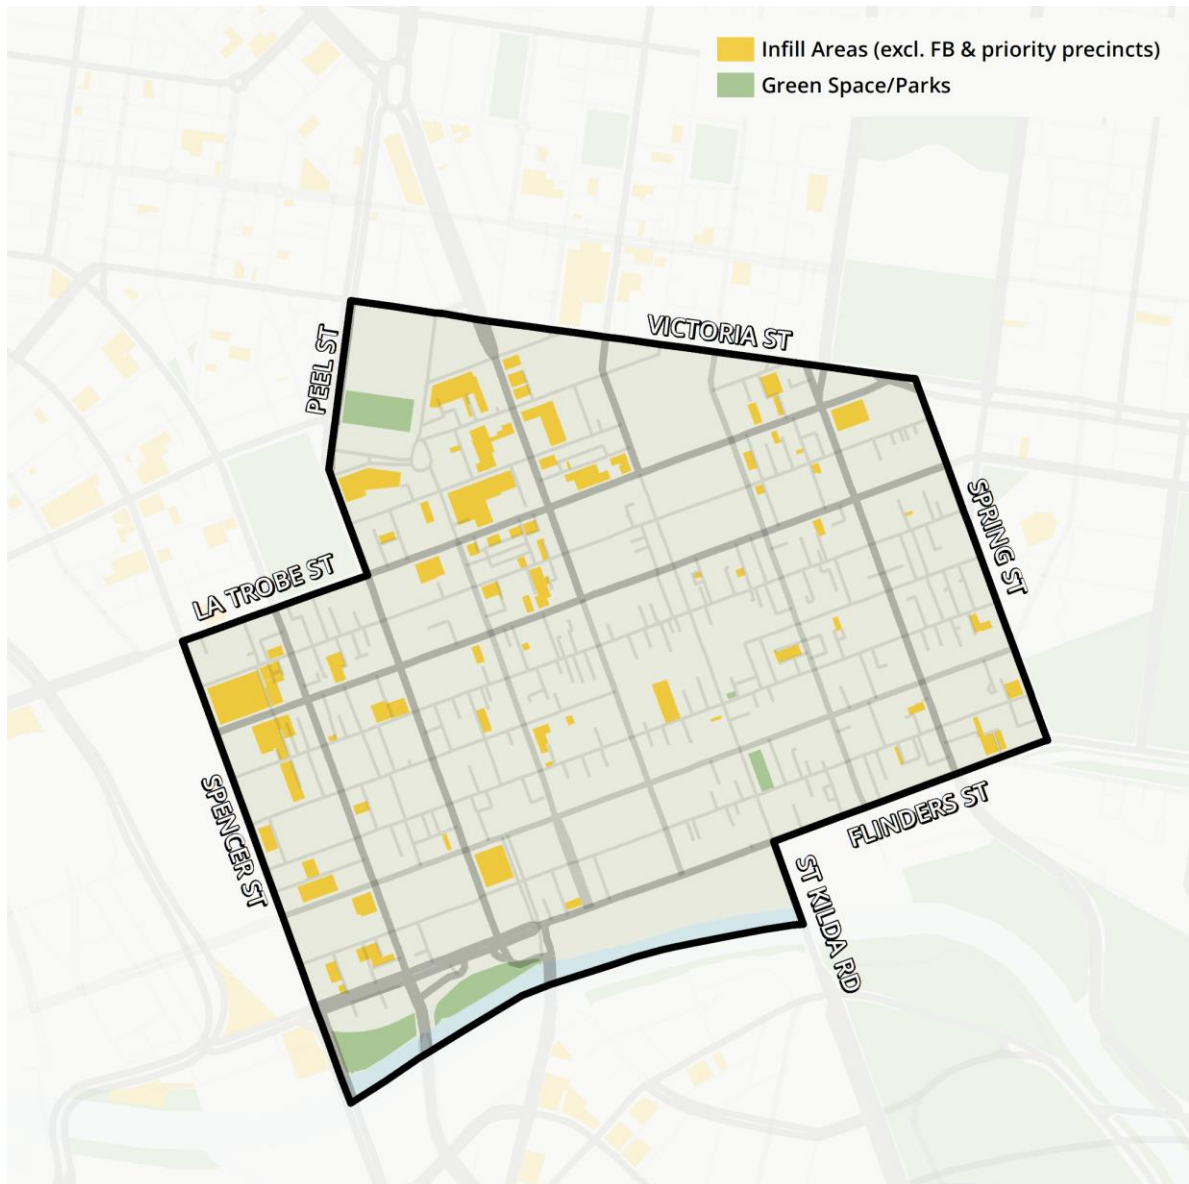 Infill Areas (excl. FB & priority precincts)
Green Space/Parks
VICTORIA ST
PEEL ST
SPRING ST
LA TROBE ST
SPENCER ST
FLINDERS ST
ST KILDA RD